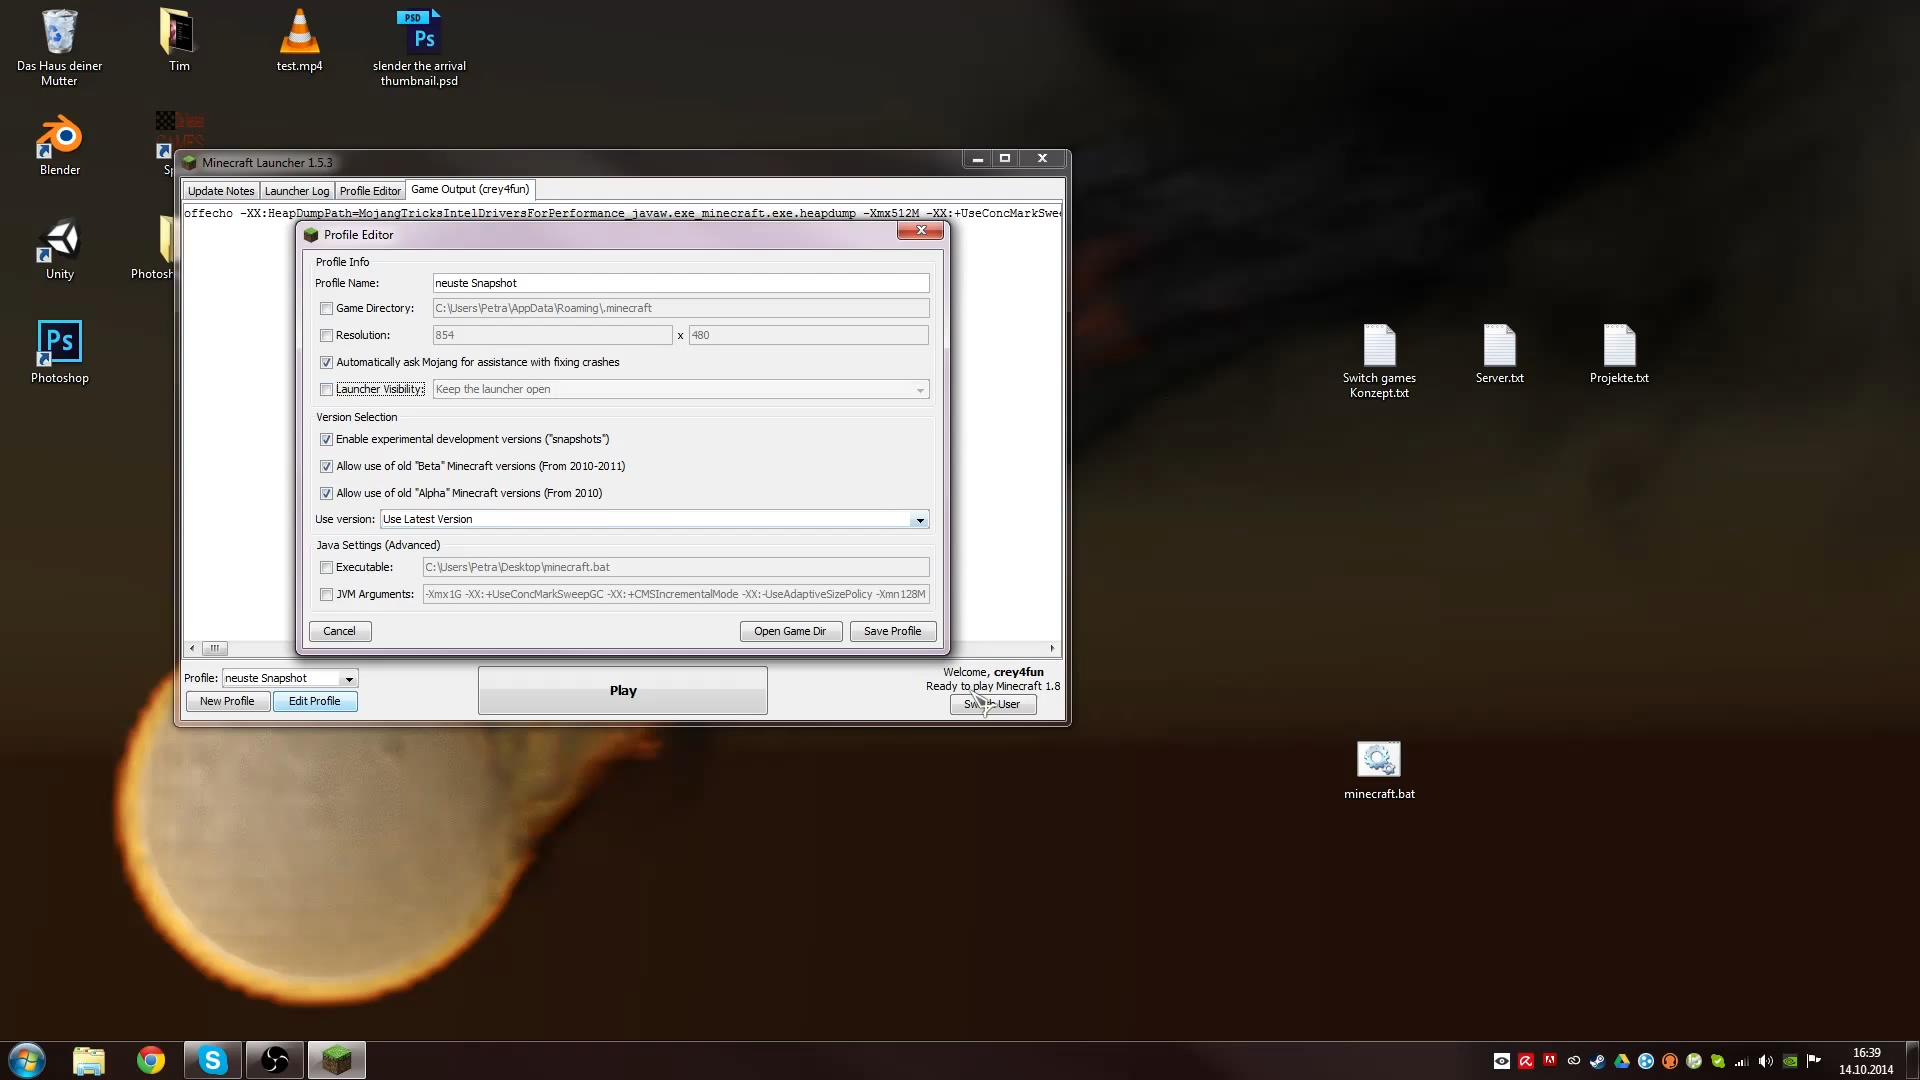 Das Haus deiner
Mutter
Tim
test.mp4
PSD
Ps
slender the arrival
thumbnail.psd
Blender
Unity
Ps
Photoshop
Minecraft Launcher 1.5.3
Update Notes
Launcher Log
Profile Editor
Game Output (crey4fun)
offecho -XX:HeapDumpPath=MojangTricksIntelDriversForPerformance_javaw.exe_minecraft.exe.heapdump -Xmx512M -XX:+UseConcMarkSwee
Profile Editor
Profile Info
Profile Name: neuste Snapshot
Game Directory: C:\Users\Petra\AppData\Roaming\.minecraft
Resolution: 854 x 480
Automatically ask Mojang for assistance with fixing crashes
Launcher Visibility: Keep the launcher open
Version Selection
Enable experimental development versions ("snapshots")
Allow use of old "Beta" Minecraft versions (From 2010-2011)
Allow use of old "Alpha" Minecraft versions (From 2010)
Use version: Use Latest Version
Java Settings (Advanced)
Executable: C:\Users\Petra\Desktop\minecraft.bat
JVM Arguments: -Xmx1G -XX:+UseConcMarkSweepGC -XX:+CMSIncrementalMode -XX:-UseAdaptiveSizePolicy -Xmn128M
Cancel
Open Game Dir
Save Profile
Profile: neuste Snapshot
New Profile
Edit Profile
Play
Welcome, crey4fun
Ready to play Minecraft 1.8
User
Switch games
Konzept.txt
Server.txt
Projekte.txt
minecraft.bat
16:39
14.10.2014